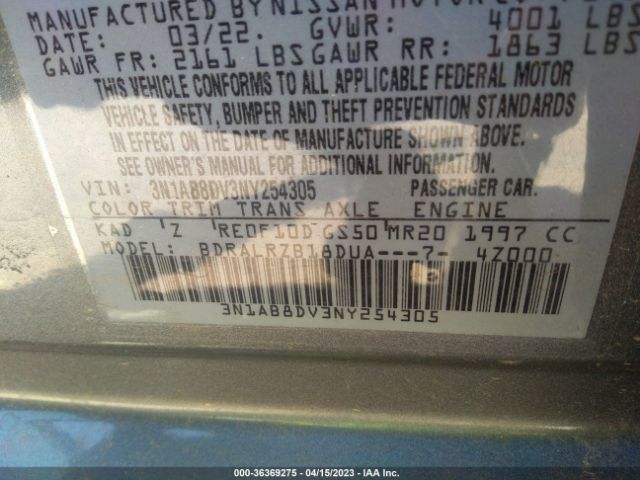 MANUFACTURED BY NISSAN MOTOR
DATE: 03/22. GVWR: 4001 LBS
GAWR FR: 2161 LBS GAWR RR: 1863 LBS
THIS VEHICLE CONFORMS TO ALL APPLICABLE FEDERAL MOTOR
VEHICLE SAFETY, BUMPER AND THEFT PREVENTION STANDARDS
IN EFFECT ON THE DATE OF MANUFACTURE SHOWN ABOVE.
SEE OWNER'S MANUAL FOR ADDITIONAL INFORMATION.
VIN: 3N1AB8DV3NY254305 PASSENGER CAR.
COLOR TRIM TRANS AXLE ENGINE
KAD 'Z 'RE0F10D GS50 MR20 1997 CC
MODEL: BDRALRZB18DUA---7- 4Z000
3N1AB8DV3NY254305
000-36369275 - 04/15/2023 - IAA Inc.